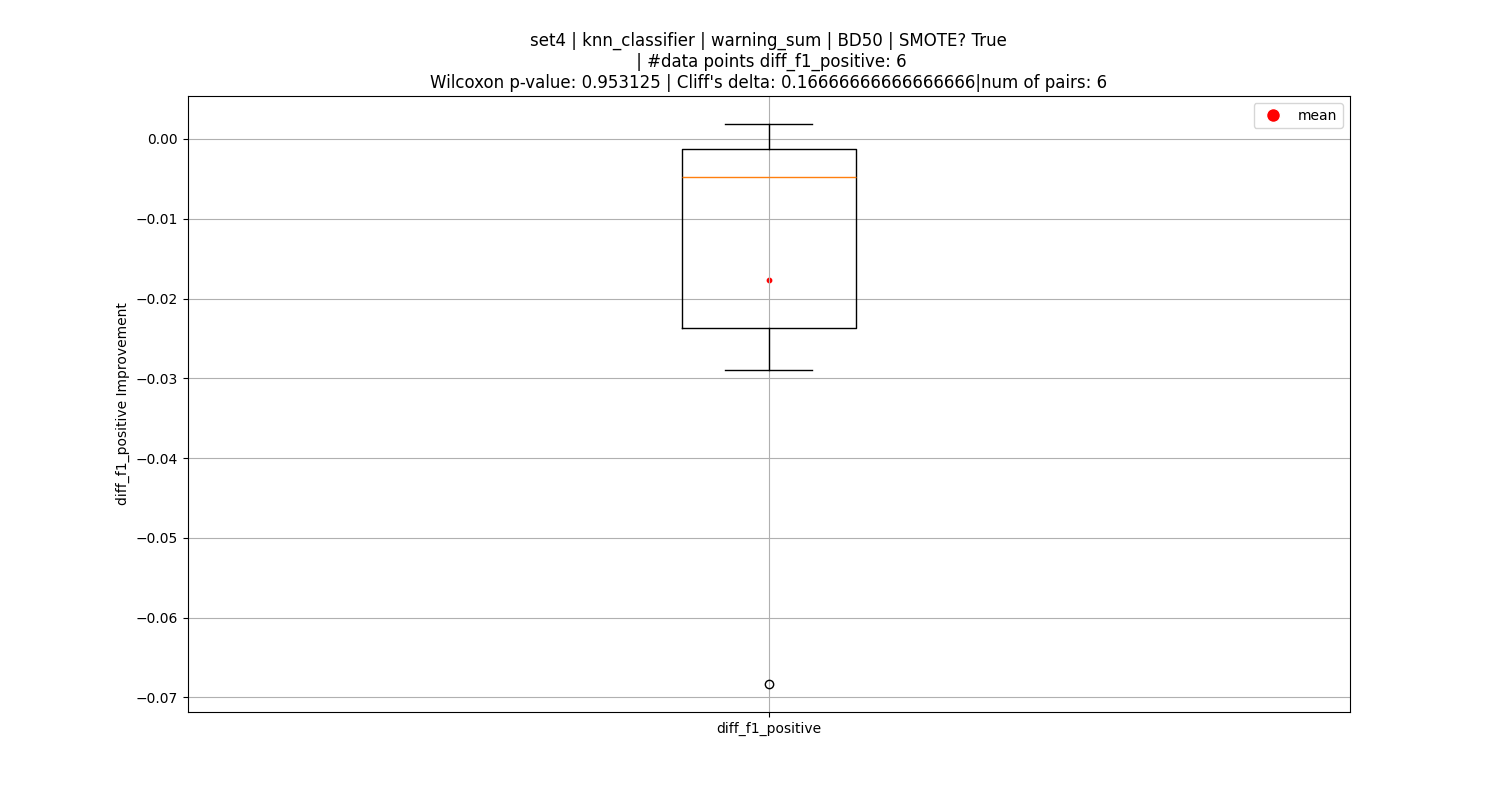 set4 | knn_classifier | warning_sum | BD50 | SMOTE? True
| #data points diff_f1_positive: 6
Wilcoxon p-value: 0.953125 | Cliff's delta: 0.16666666666666666|num of pairs: 6
mean
0.00
−0.01
−0.02
−0.03
−0.04
−0.05
−0.06
−0.07
diff_f1_positive Improvement
diff_f1_positive